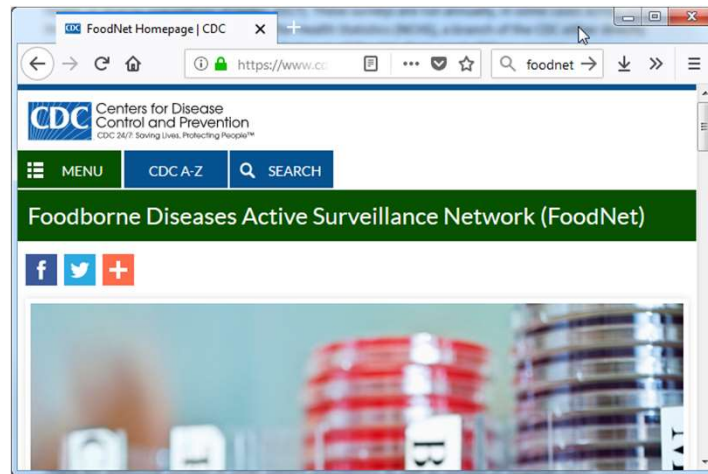 FoodNet Homepage | CDC
https://www.cc
foodnet
CDC
Centers for Disease
Control and Prevention
CDC 24/7: Saving Lives, Protecting People™
MENU
CDC A-Z
SEARCH
Foodborne Diseases Active Surveillance Network (FoodNet)
B